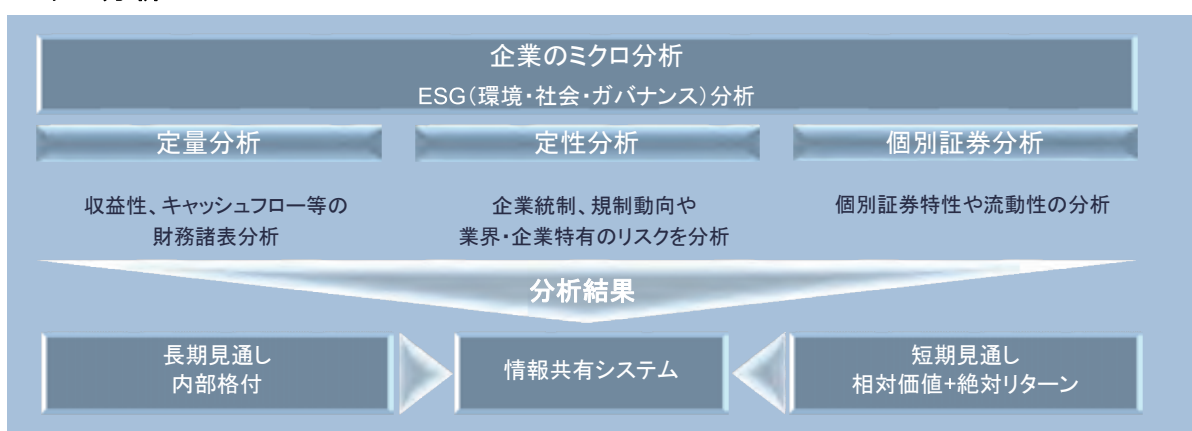 企業のミクロ分析
ESG(環境・社会・ガバナンス)分析
定量分析
定性分析
個別証券分析
収益性、キャッシュフロー等の
財務諸表分析
企業統制、規制動向や
業界・企業特有のリスクを分析
個別証券特性や流動性の分析
分析結果
長期見通し
内部格付
情報共有システム
短期見通し
相対価値+絶対リターン